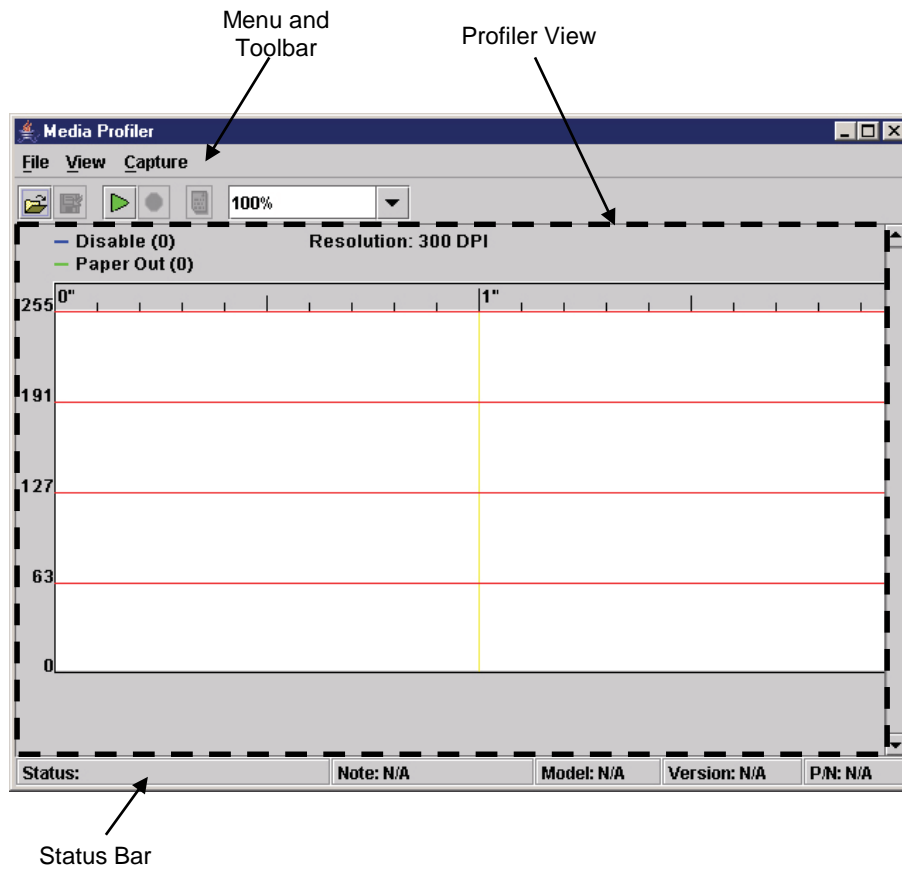 Menu and
Toolbar
Profiler View
Media Profiler
File View Capture
100%
Disable (0) Resolution: 300 DPI
Paper Out (0)
0" 1"
255
191
127
63
0
Status: Note: N/A Model: N/A Version: N/A P/N: N/A
Status Bar